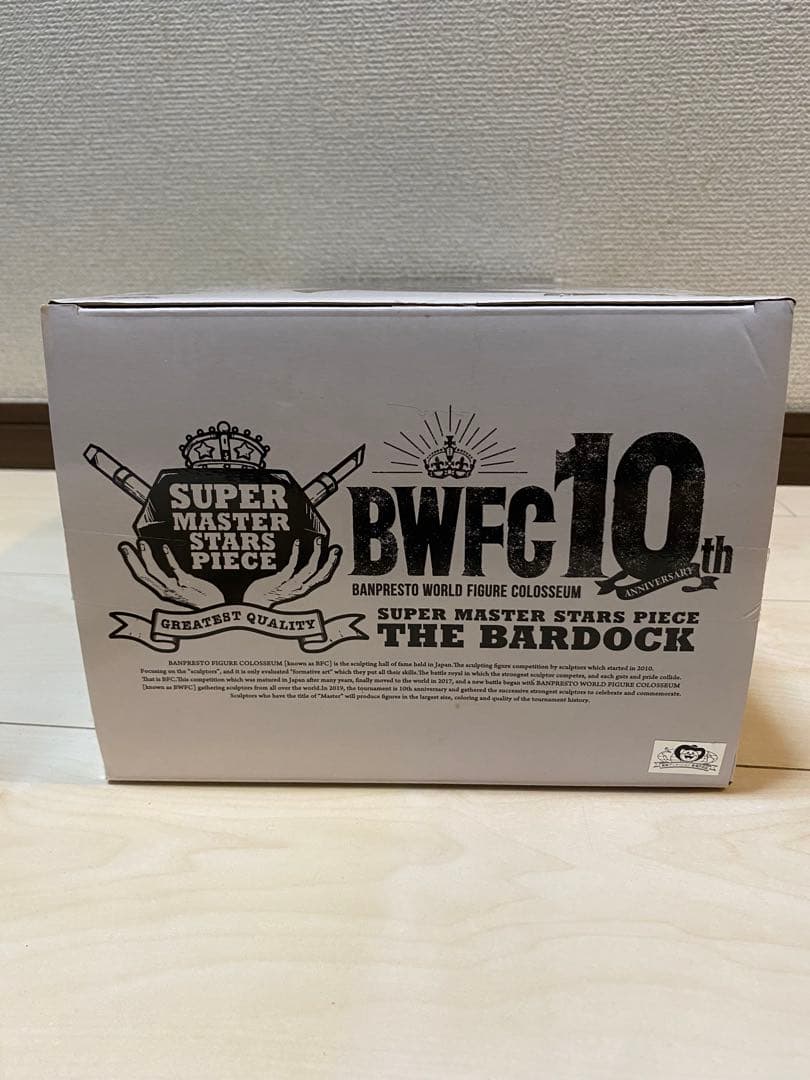 SUPER
MASTER
STARS
PIECE
GREATEST QUALITY
BWFC10th
ANNIVERSARY
BANPRESTO WORLD FIGURE COLOSSEUM
SUPER MASTER STARS PIECE
THE BARDOCK
BANPRESTO FIGURE COLOSSEUM [known as BFC] is the sculpting hall of fame held in Japan.The sculpting figure competition by sculptors which started in 2010.
Focusing on the "sculptors", and it is only evaluated "formative art" which they put all their skills.The battle royal in which the strongest sculptor competes, and each guts and pride collide.
That is BFC.This competition which was matured in Japan after many years, finally moved to the world in 2017, and a new battle began with BANPRESTO WORLD FIGURE COLOSSEUM
[known as BWFC] gathering sculptors from all over the world.In 2019, the tournament is 10th anniversary and gathered the successive strongest sculptors to celebrate and commemorate.
Sculptors who have the title of "Master" will produce figures in the largest size, coloring and quality of the tournament history.